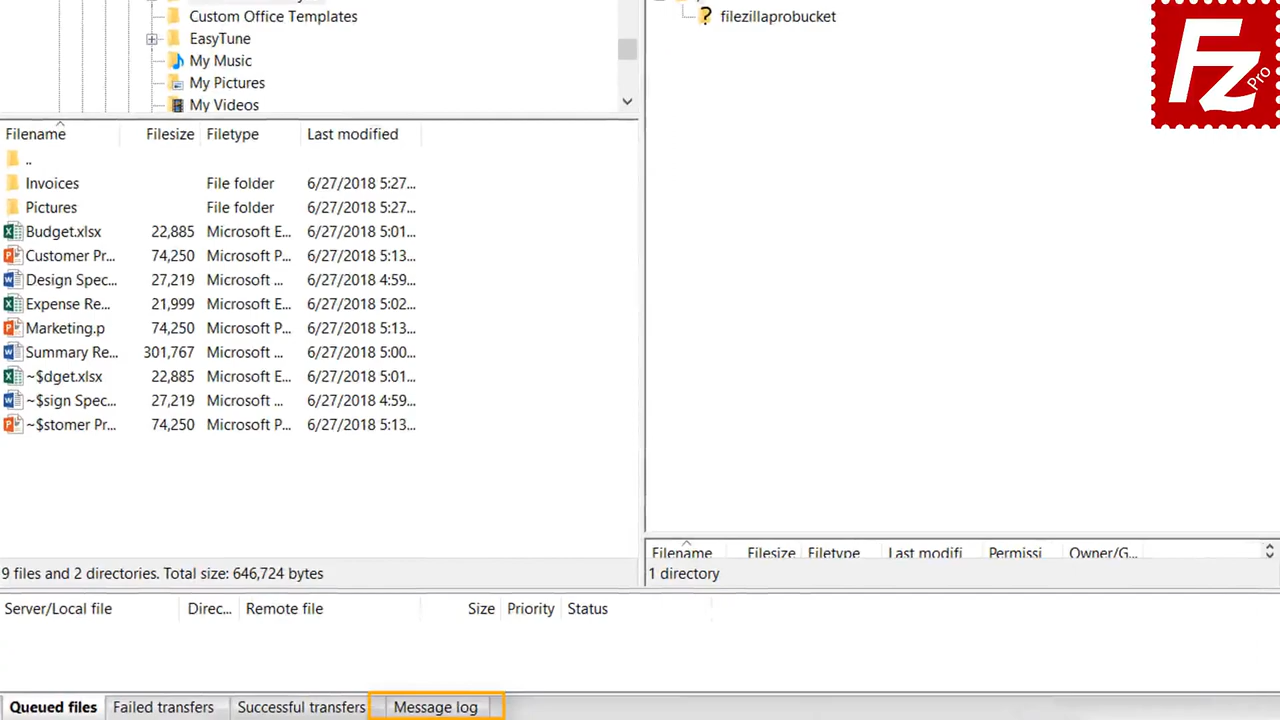 Custom Office Templates
EasyTune
My Music
My Pictures
My Videos
filezillaprobucket
Fz Pro
Filename Filesize Filetype Last modified
..
Invoices File folder 6/27/2018 5:27...
Pictures File folder 6/27/2018 5:27...
Budget.xlsx 22,885 Microsoft E... 6/27/2018 5:01...
Customer Pr... 74,250 Microsoft P... 6/27/2018 5:13...
Design Spec... 27,219 Microsoft ... 6/27/2018 4:59...
Expense Re... 21,999 Microsoft E... 6/27/2018 5:02...
Marketing.p 74,250 Microsoft P... 6/27/2018 5:13...
Summary Re... 301,767 Microsoft ... 6/27/2018 5:00...
~$dget.xlsx 22,885 Microsoft E... 6/27/2018 5:01...
~$sign Spec... 27,219 Microsoft ... 6/27/2018 4:59...
~$stomer Pr... 74,250 Microsoft P... 6/27/2018 5:13...
9 files and 2 directories. Total size: 646,724 bytes
Filename Filesize Filetype Last modifi Permissi Owner/G...
1 directory
Server/Local file Direc... Remote file Size Priority Status
Queued files Failed transfers Successful transfers Message log